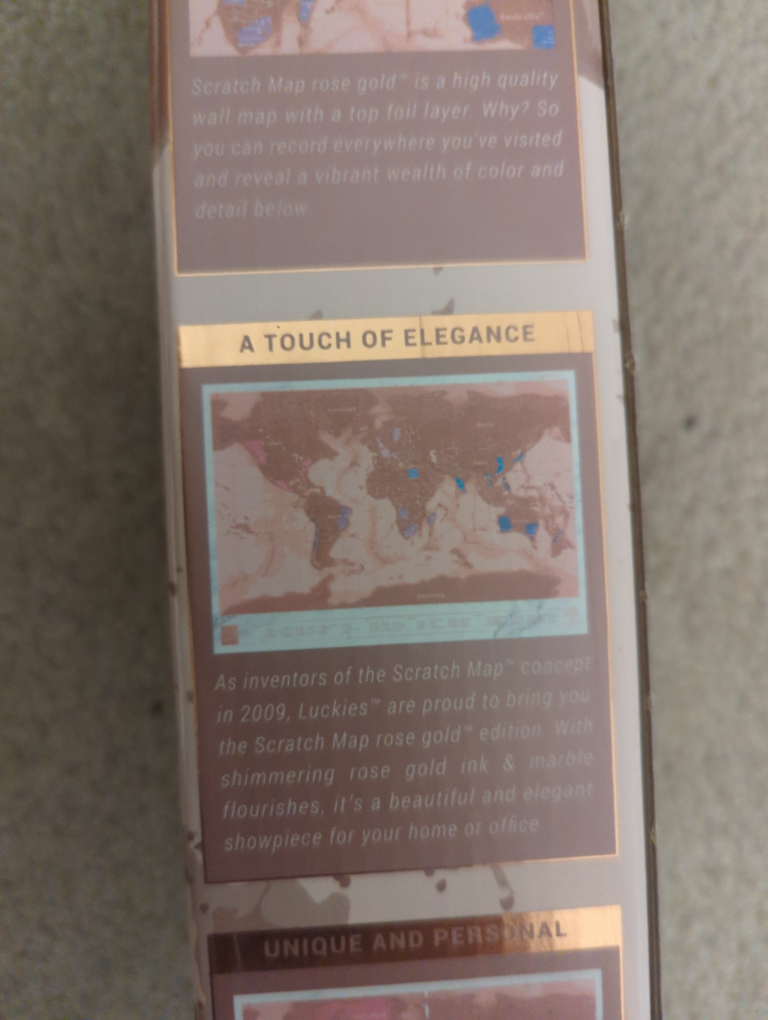 Australia
Scratch Map rose gold™ is a high quality
wall map with a top foil layer. Why? So
you can record everywhere you've visited
and reveal a vibrant wealth of color and
detail below.
A TOUCH OF ELEGANCE
As inventors of the Scratch Map™ concept
in 2009, Luckies™ are proud to bring you
the Scratch Map rose gold™ edition. With
shimmering rose gold ink & marble
flourishes, it's a beautiful and elegant
showpiece for your home or office
UNIQUE AND PERSONAL